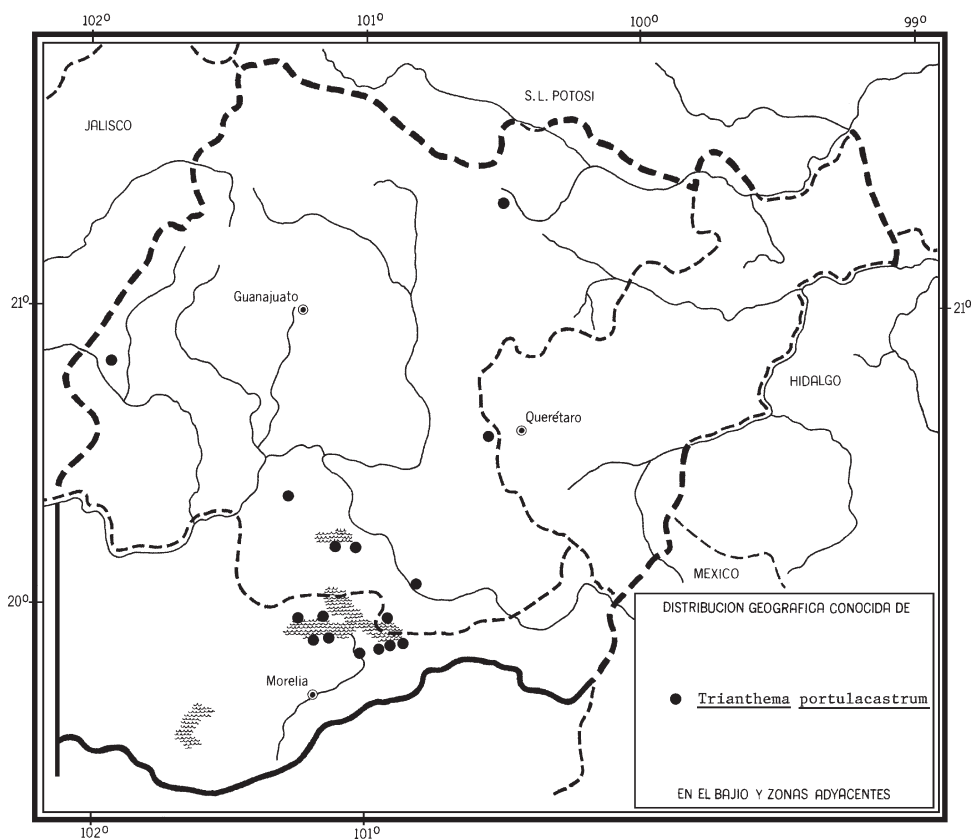 102° 101° 100° 99°
S.L. POTOSI
JALISCO
Guanajuato
21° 21°
HIDALGO
Querétaro
MEXICO
20°
DISTRIBUCION GEOGRAFICA CONOCIDA DE
Morelia
Trianthema portulacastrum
EN EL BAJIO Y ZONAS ADYACENTES
102° 101°